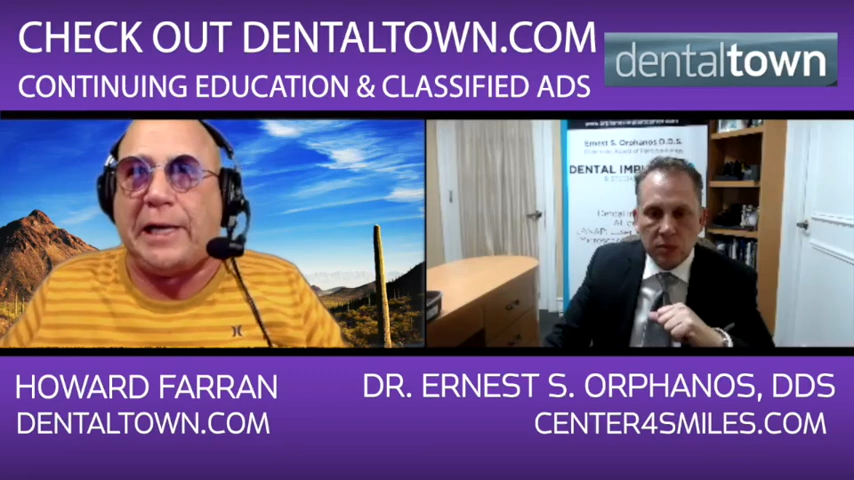 CHECK OUT DENTALTOWN.COM
CONTINUING EDUCATION & CLASSIFIED ADS
dentaltown
Ernest S. Orphanos D.D.S.
DENTAL IMP
HOWARD FARRAN
DENTALTOWN.COM
DR. ERNEST S. ORPHANOS, DDS
CENTER4SMILES.COM